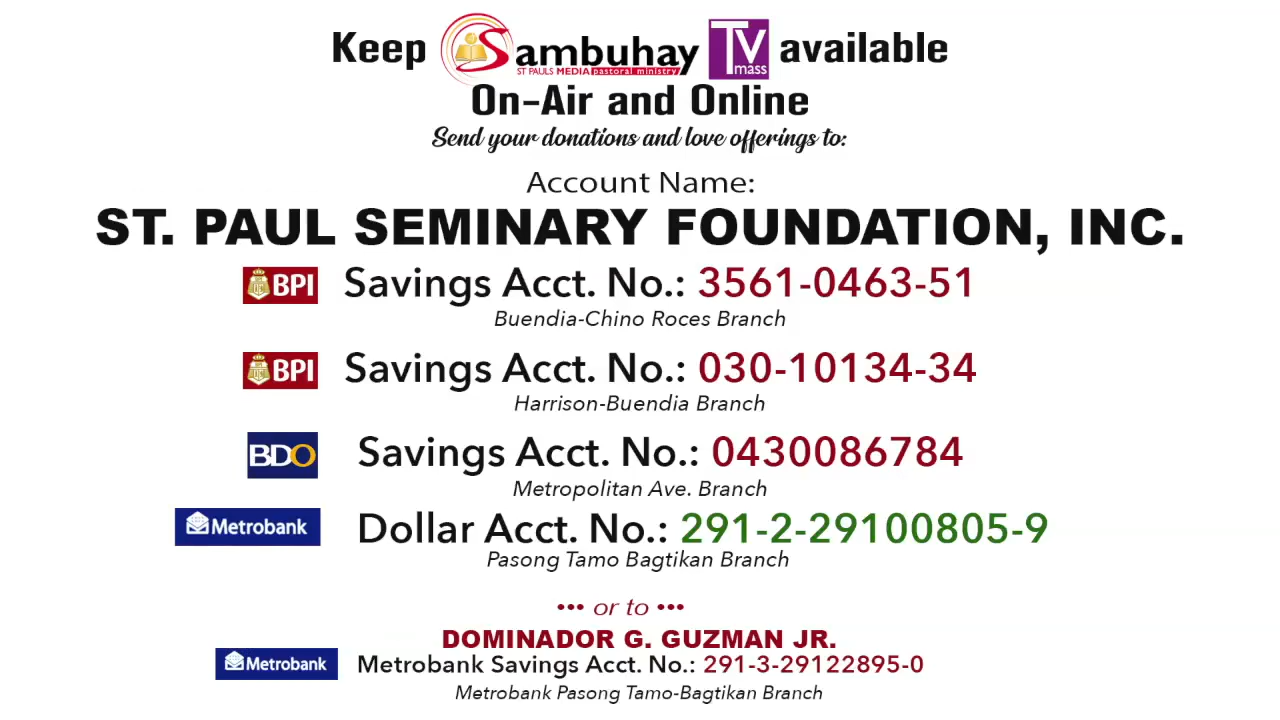 Keep Sambuhay TV mass available
ST PAULS MEDIA pastoral ministry
On-Air and Online
Send your donations and love offerings to:
Account Name:
ST. PAUL SEMINARY FOUNDATION, INC.
BPI Savings Acct. No.: 3561-0463-51
Buendia-Chino Roces Branch
BPI Savings Acct. No.: 030-10134-34
Harrison-Buendia Branch
BDO Savings Acct. No.: 0430086784
Metropolitan Ave. Branch
Metrobank Dollar Acct. No.: 291-2-29100805-9
Pasong Tamo Bagtikan Branch
••• or to •••
DOMINADOR G. GUZMAN JR.
Metrobank Metrobank Savings Acct. No.: 291-3-29122895-0
Metrobank Pasong Tamo-Bagtikan Branch